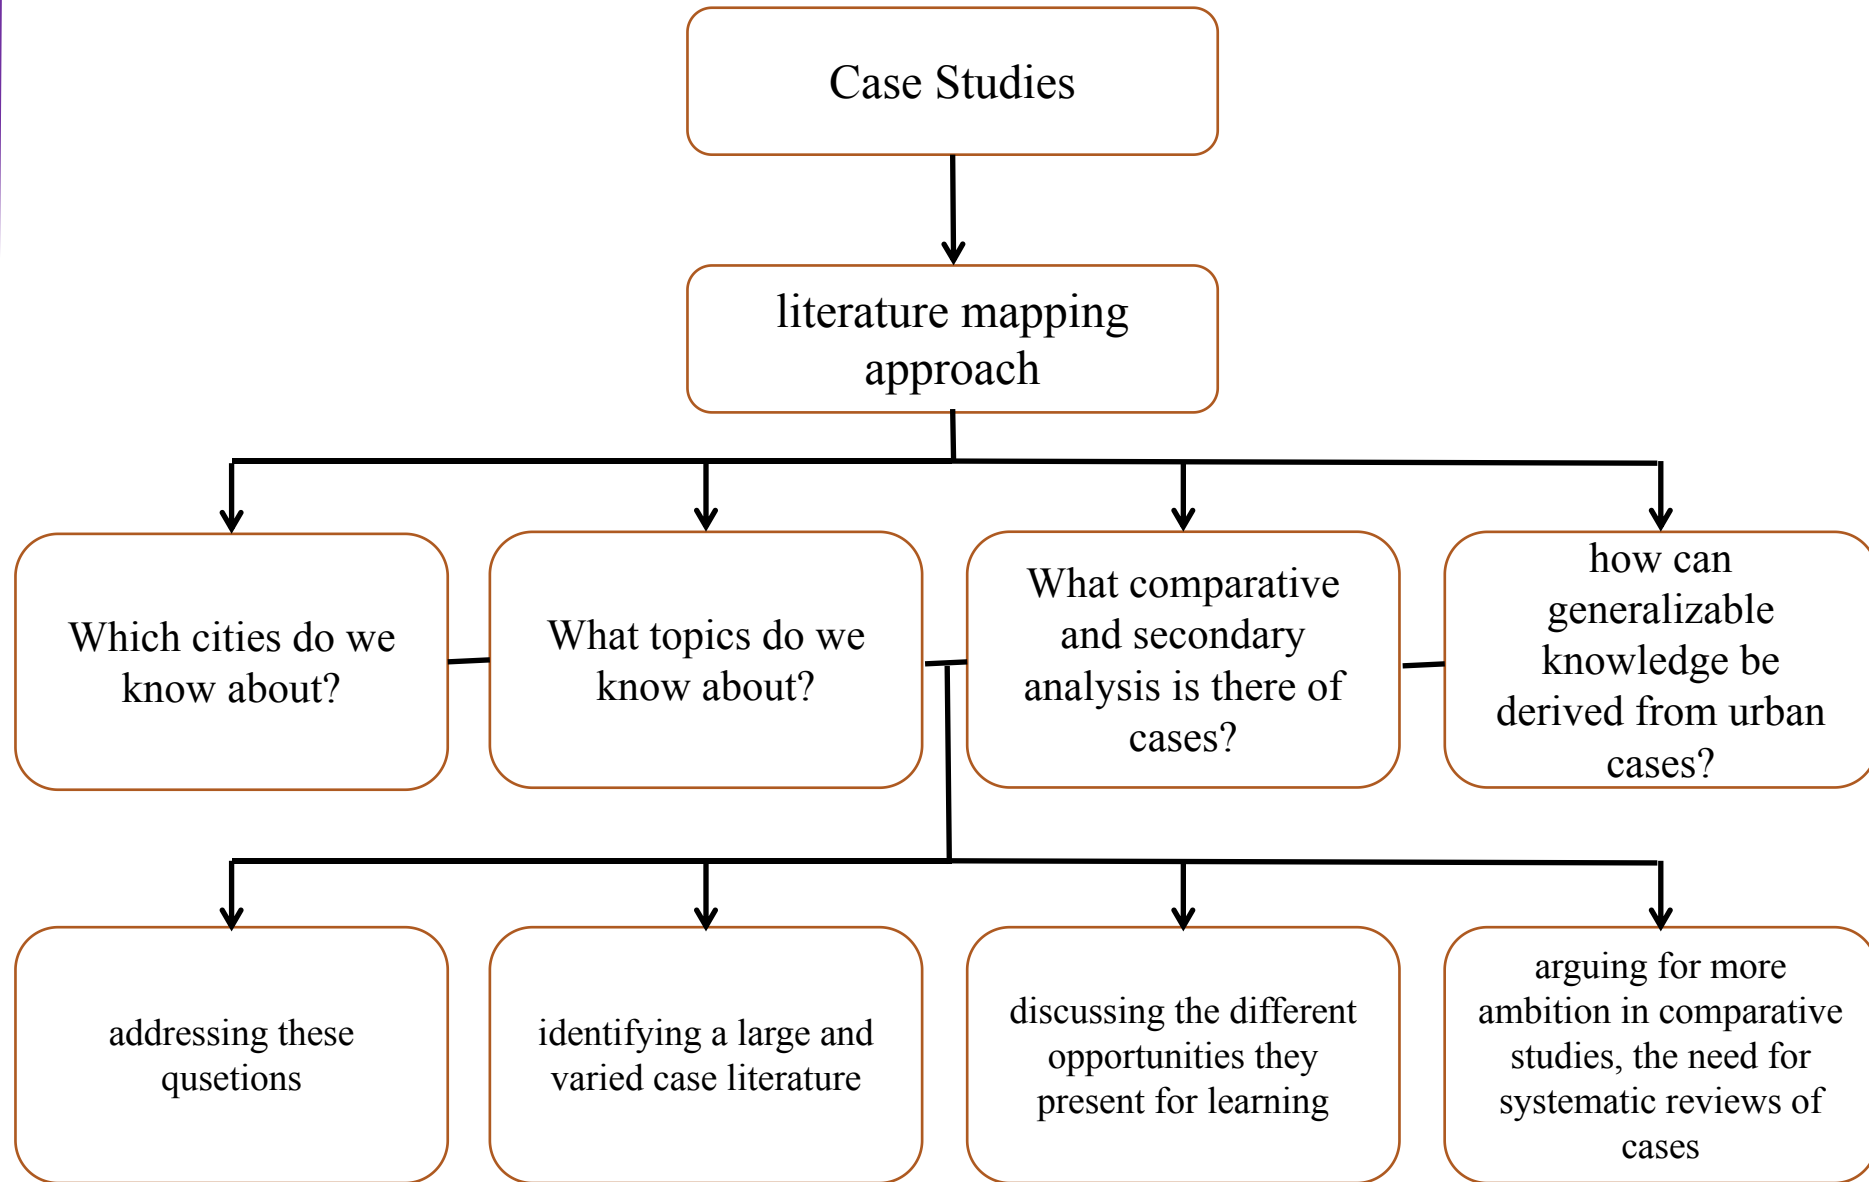 Case Studies
literature mapping
approach
Which cities do we
know about?
What topics do we
know about?
What comparative
and secondary
analysis is there of
cases?
how can
generalizable
knowledge be
derived from urban
cases?
addressing these
qusetions
identifying a large and
varied case literature
discussing the different
opportunities they
present for learning
arguing for more
ambition in comparative
studies, the need for
systematic reviews of
cases